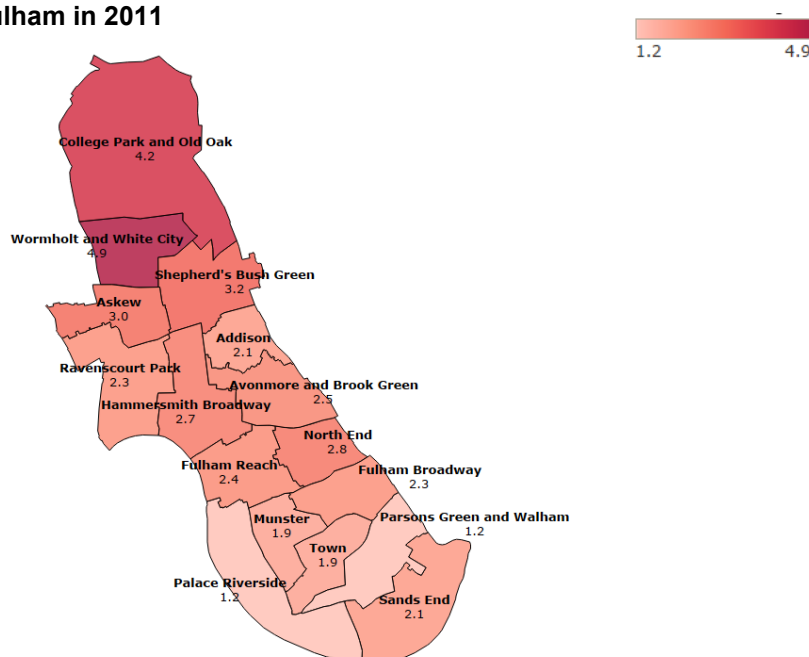 ulham in 2011
1.2 4.9
College Park and Old Oak
4.2
Wormholt and White City
4.9
Shepherd's Bush Green
3.2
Askew
3.0
Addison
2.1
Ravenscourt Park
2.3
Avonmore and Brook Green
2.5
Hammersmith Broadway
2.7
North End
2.8
Fulham Reach
2.4
Fulham Broadway
2.3
Munster
1.9
Parsons Green and Walham
1.2
Town
1.9
Palace Riverside
1.2
Sands End
2.1